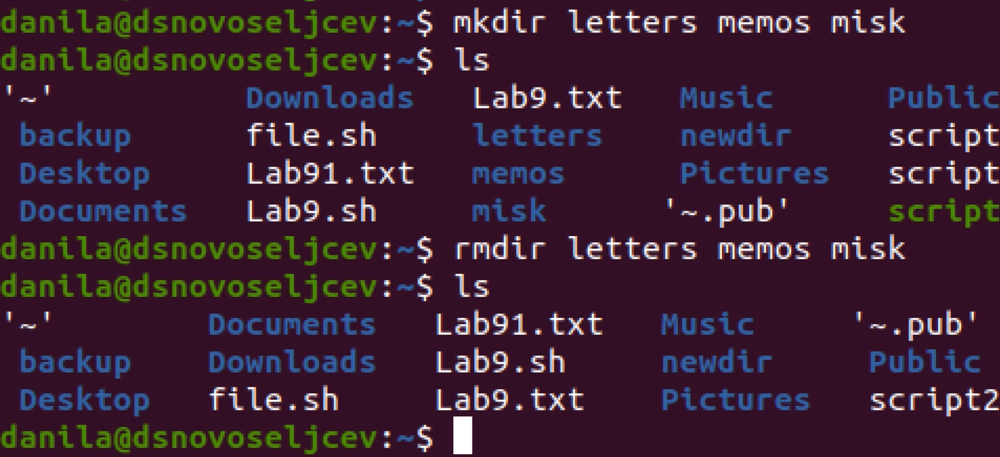 danila@dsnovoseljcev:~$ mkdir letters memos misk
danila@dsnovoseljcev:~$ ls
'~' Downloads Lab9.txt Music Public
backup file.sh letters newdir script
Desktop Lab91.txt memos Pictures script
Documents Lab9.sh misk '~.pub' script
danila@dsnovoseljcev:~$ rmdir letters memos misk
danila@dsnovoseljcev:~$ ls
'~' Documents Lab91.txt Music '~.pub'
backup Downloads Lab9.sh newdir Public
Desktop file.sh Lab9.txt Pictures script2
danila@dsnovoseljcev:~$